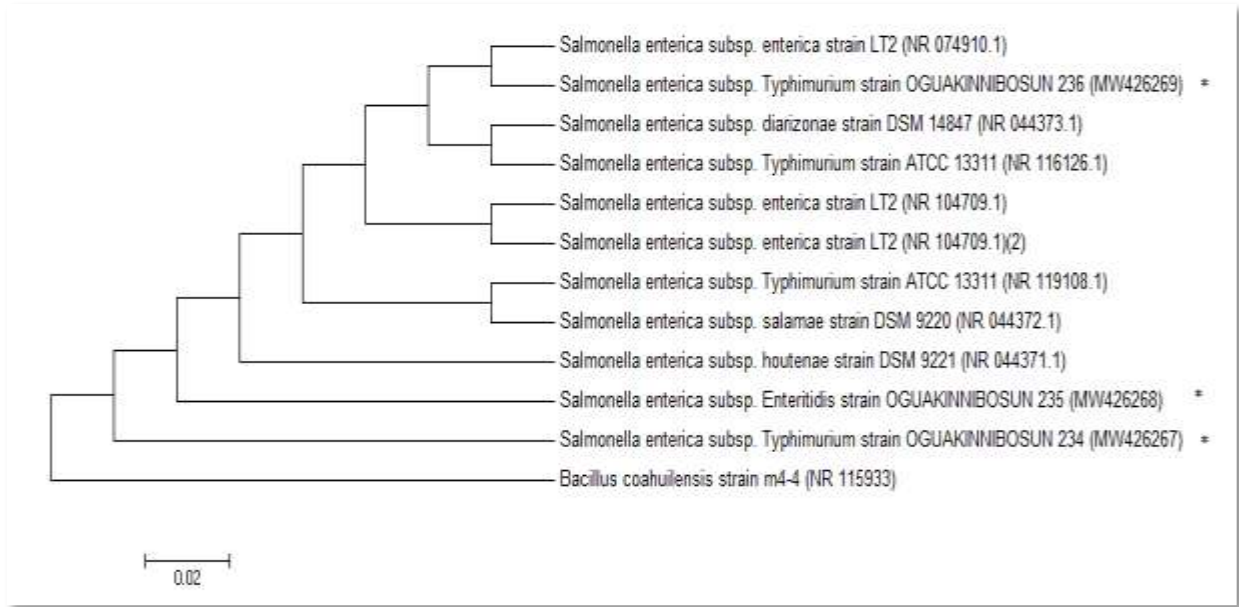 Salmonella enterica subsp. enterica strain LT2 (NR 074910.1)
Salmonella enterica subsp. Typhimurium strain OGUAKINNIBOSUN 236 (MW426269) *
Salmonella enterica subsp. diarizonae strain DSM 14847 (NR 044373.1)
Salmonella enterica subsp. Typhimurium strain ATCC 13311 (NR 116126.1)
Salmonella enterica subsp. enterica strain LT2 (NR 104709.1)
Salmonella enterica subsp. enterica strain LT2 (NR 104709.1)(2)
Salmonella enterica subsp. Typhimurium strain ATCC 13311 (NR 119108.1)
Salmonella enterica subsp. salamae strain DSM 9220 (NR 044372.1)
Salmonella enterica subsp. houtenae strain DSM 9221 (NR 044371.1)
Salmonella enterica subsp. Enteritidis strain OGUAKINNIBOSUN 235 (MW426268) *
Salmonella enterica subsp. Typhimurium strain OGUAKINNIBOSUN 234 (MW426267) *
Bacillus coahuilensis strain m4-4 (NR 115933)
0.02